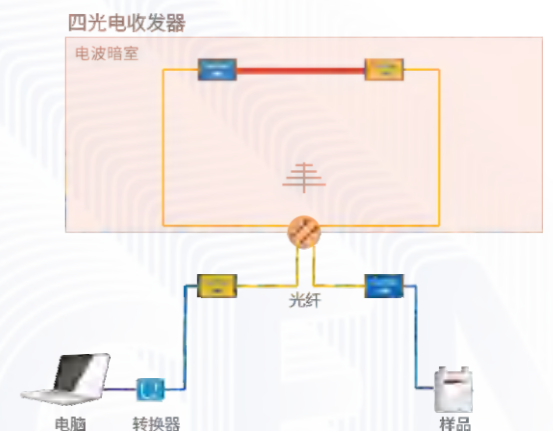 四光电收发器
电波暗室
光纤
电脑
转换器
样品